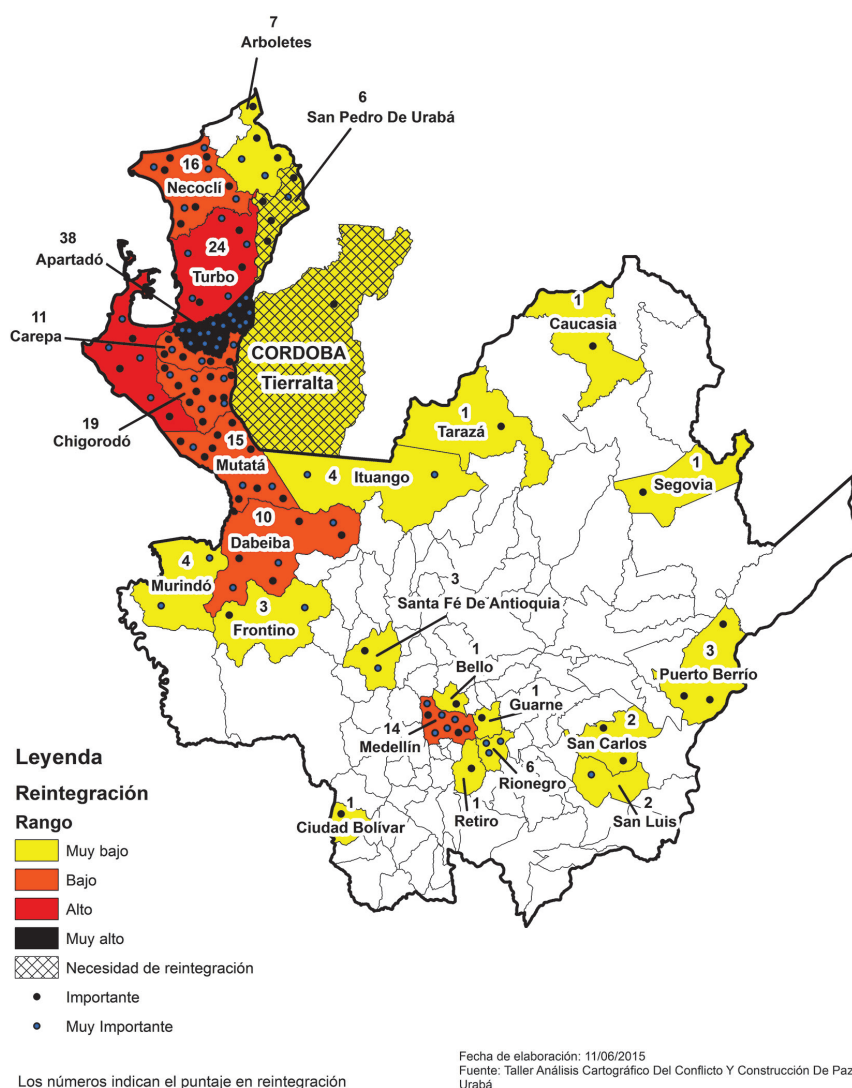 7
Arboletes
6
San Pedro De Urabá
16
Necoclí
24
Turbo
38
Apartadó
11
Carepa
19
Chigorodó
CORDOBA
Tierralta
1
Caucasia
1
Tarazá
15
Mutatá
4 Ituango
1
Segovia
10
Dabeiba
4
Murindó
3
Frontino
3
Santa Fé De Antioquia
3
Puerto Berrío
1
Bello
1
Guarne
14
Medellín
2
San Carlos
6
Rionegro
1
Retiro
2
San Luis
1
Ciudad Bolívar
Leyenda
Reintegración
Rango
Muy bajo
Bajo
Alto
Muy alto
Necesidad de reintegración
Importante
Muy Importante
Los números indican el puntaje en reintegración
Fecha de elaboración: 11/06/2015
Fuente: Taller Análisis Cartográfico Del Conflicto Y Construcción De Paz
Urabá